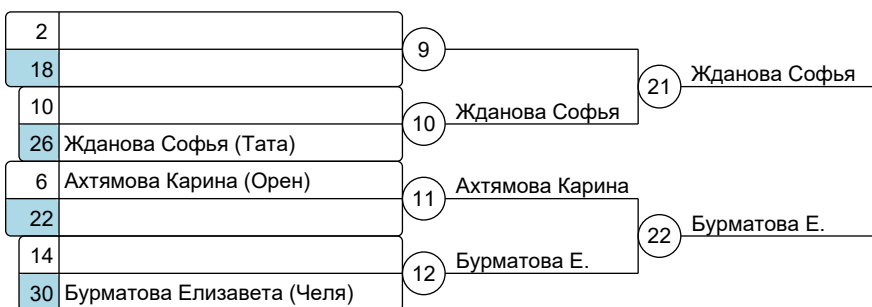 2
18
9
10
26 Жданова Софья (Тата)
10 Жданова Софья
21 Жданова Софья
6 Ахтямова Карина (Орен)
22
11 Ахтямова Карина
14
30 Бурматова Елизавета (Челя)
12 Бурматова Е.
22 Бурматова Е.